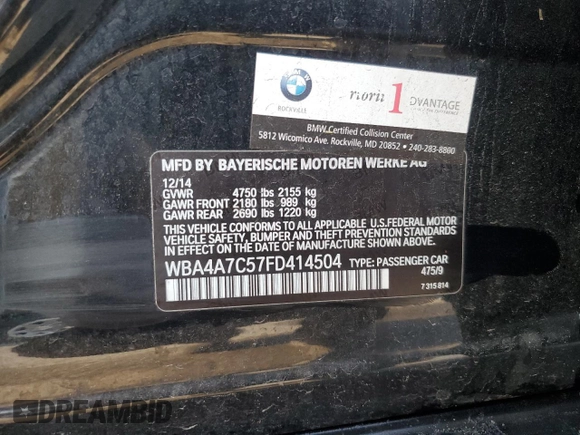 BMW
ROCKVILLE
1 DVANTAGE
BMW Certified Collision Center
5812 Wicomico Ave. Rockville, MD 20852 • 240-283-8800
MFD BY BAYERISCHE MOTOREN WERKE AG
12/14
GVWR 4750 lbs 2155 kg
GAWR FRONT 2180 lbs 989 kg
GAWR REAR 2690 lbs 1220 kg
THIS VEHICLE CONFORMS TO ALL APPLICABLE U.S.FEDERAL MOTOR
VEHICLE SAFETY, BUMPER, AND THEFT PREVENTION STANDARDS IN
EFFECT ON THE DATE OF MANUFACTURE SHOWN ABOVE.
WBA4A7C57FD414504 TYPE: PASSENGER CAR
475/9
7 315 814
DREAMBID